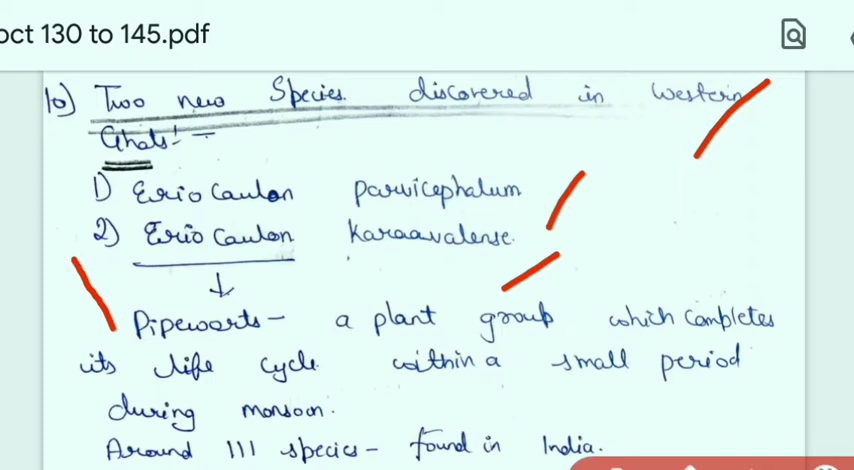 oct 130 to 145.pdf
10) Two new Species discovered in Western
Ghats:-
1) Eriocaulon parvicephalum
2) Eriocaulon Karaavalense.
↓
Pipeworts - a plant group which completes
its life cycle within a small period
during monsoon.
Around 111 species - found in India.